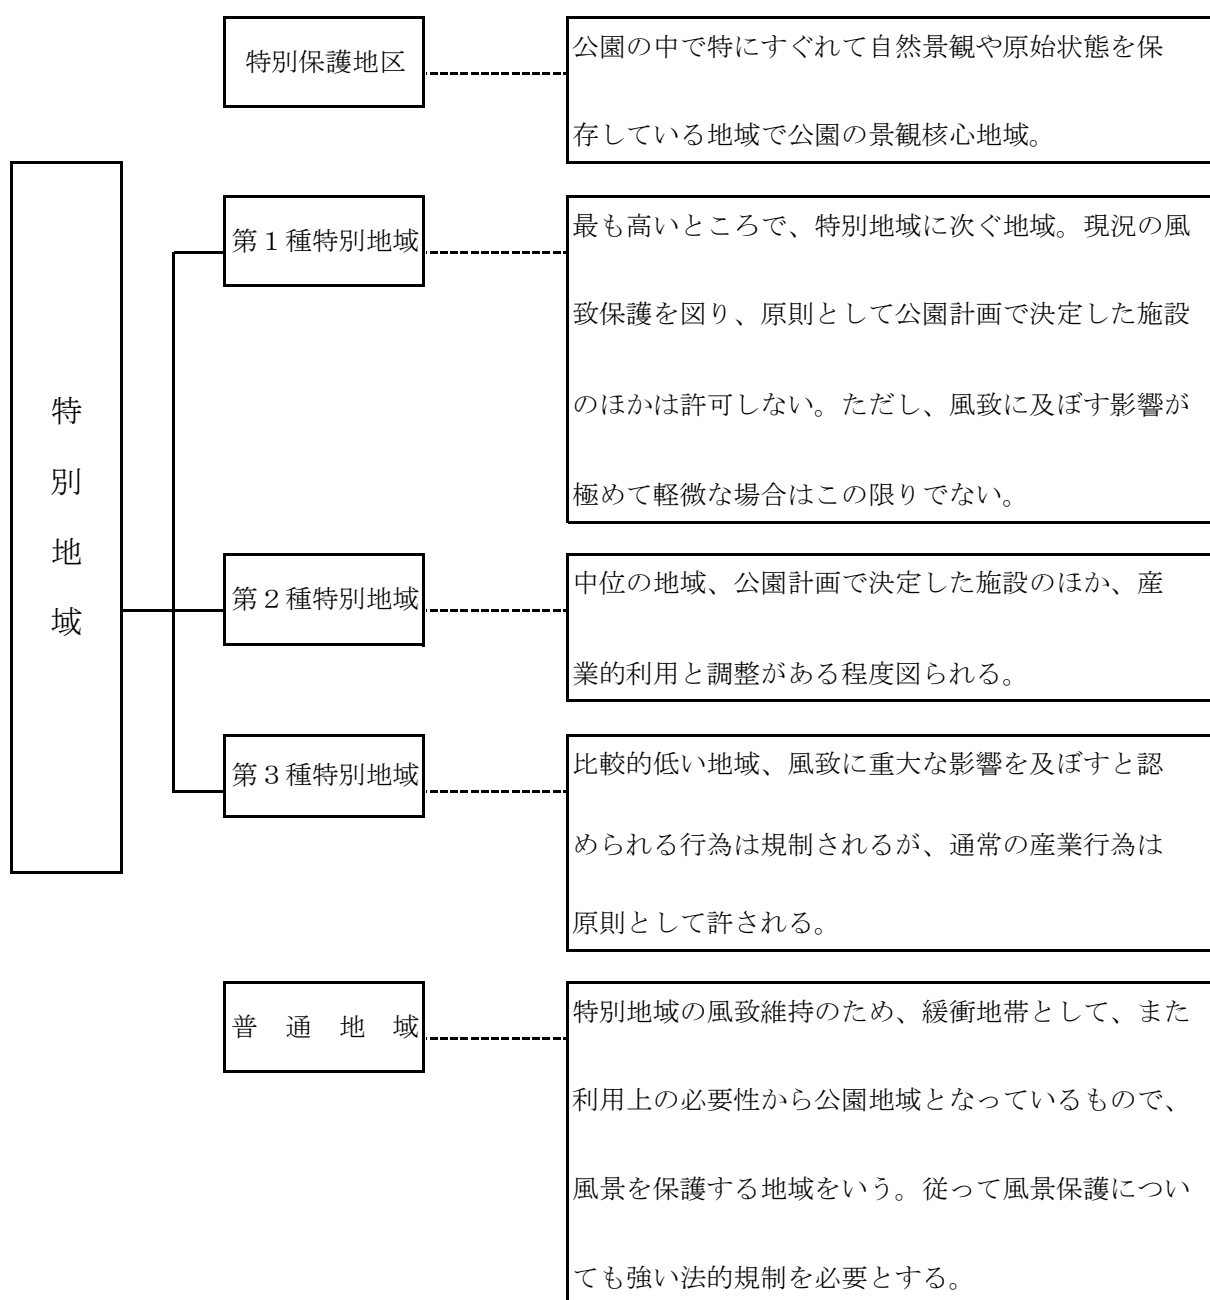 特別保護地区
公園の中で特にすぐれて自然景観や原始状態を保
存している地域で公園の景観核心地域。
特別地域
第１種特別地域
最も高いところで、特別地域に次ぐ地域。現況の風
致保護を図り、原則として公園計画で決定した施設
のほかは許可しない。ただし、風致に及ぼす影響が
極めて軽微な場合はこの限りでない。
第２種特別地域
中位の地域、公園計画で決定した施設のほか、産
業的利用と調整がある程度図られる。
第３種特別地域
比較的低い地域、風致に重大な影響を及ぼすと認
められる行為は規制されるが、通常の産業行為は
原則として許される。
普　通　地　域
特別地域の風致維持のため、緩衝地帯として、また
利用上の必要性から公園地域となっているもので、
風景を保護する地域をいう。従って風景保護につい
ても強い法的規制を必要とする。